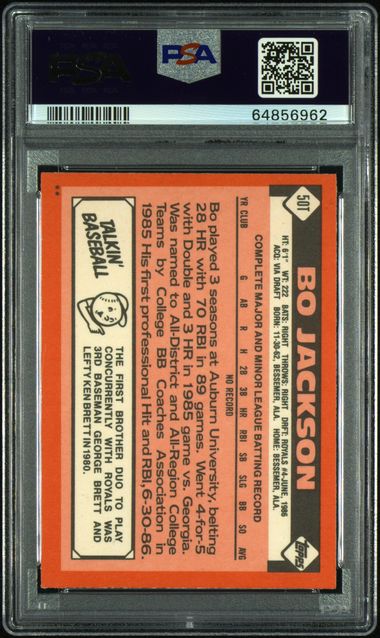 PSA
PSA
64856962
50T
BO JACKSON
Topps
HT: 6'1" WT: 222 BATS: RIGHT THROWS: RIGHT DRFT: ROYALS #4-JUNE, 1986
ACQ: VIA DRAFT BORN: 11-30-62, BESSEMER, ALA. HOME: BESSEMER, ALA.
COMPLETE MAJOR AND MINOR LEAGUE BATTING RECORD
YR CLUB G AB R H 2B 3B HR RBI SB SLG BB SO AVG
NO RECORD
Bo played 3 seasons at Auburn University, belting
28 HR with 70 RBI in 89 games. Went 4-for-5
with Double and 3 HR in 1985 game vs. Georgia.
Was named to All-District and All-Region College
Teams by College BB Coaches Association in
1985. His first professional Hit and RBI, 6-30-86.
TALKIN'
BASEBALL
THE FIRST BROTHER DUO TO PLAY
CONCURRENTLY WITH ROYALS WAS
3RD BASEMAN GEORGE BRETT AND
LEFTY KEN BRETT IN 1980.
**